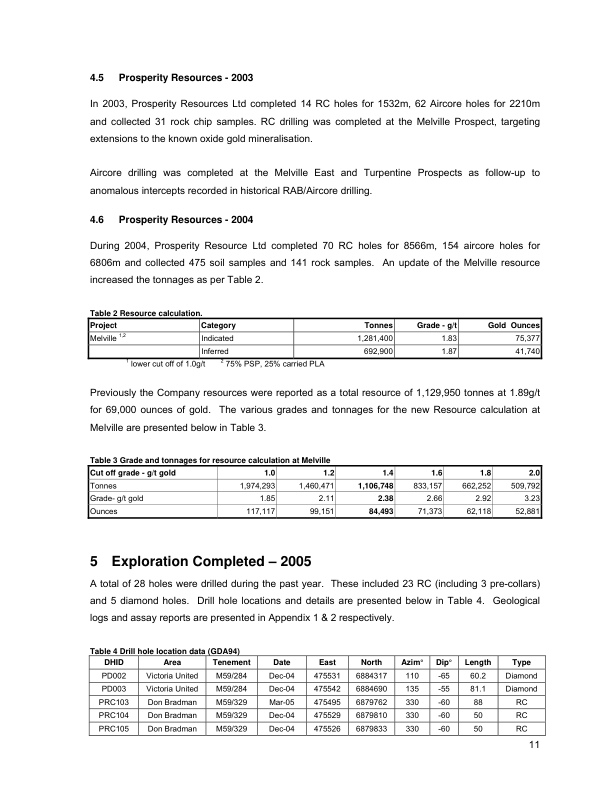 4.5 Prosperity Resources - 2003
In 2003, Prosperity Resources Ltd completed 14 RC holes for 1532m, 62 Aircore holes for 2210m
and collected 31 rock chip samples. RC drilling was completed at the Melville Prospect, targeting
extensions to the known oxide gold mineralisation.
Aircore drilling was completed at the Melville East and Turpentine Prospects as follow-up to
anomalous intercepts recorded in historical RAB/Aircore drilling.
4.6 Prosperity Resources - 2004
During 2004, Prosperity Resource Ltd completed 70 RC holes for 8566m, 154 aircore holes for
6806m and collected 475 soil samples and 141 rock samples. An update of the Melville resource
increased the tonnages as per Table 2.
Table 2 Resource calculation.
Project Category Tonnes Grade - g/t Gold Ounces
Melville 1,2 Indicated 1,281,400 1.83 75,377
Inferred 692,900 1.87 41,740
1 lower cut off of 1.0g/t 2 75% PSP, 25% carried PLA
Previously the Company resources were reported as a total resource of 1,129,950 tonnes at 1.89g/t
for 69,000 ounces of gold. The various grades and tonnages for the new Resource calculation at
Melville are presented below in Table 3.
Table 3 Grade and tonnages for resource calculation at Melville
Cut off grade - g/t gold 1.0 1.2 1.4 1.6 1.8 2.0
Tonnes 1,974,293 1,460,471 1,106,748 833,157 662,252 509,792
Grade- g/t gold 1.85 2.11 2.38 2.66 2.92 3.23
Ounces 117,117 99,151 84,493 71,373 62,118 52,881
5 Exploration Completed – 2005
A total of 28 holes were drilled during the past year. These included 23 RC (including 3 pre-collars)
and 5 diamond holes. Drill hole locations and details are presented below in Table 4. Geological
logs and assay reports are presented in Appendix 1 & 2 respectively.
Table 4 Drill hole location data (GDA94)
DHID Area Tenement Date East North Azim° Dip° Length Type
PD002 Victoria United M59/284 Dec-04 475531 6884317 110 -65 60.2 Diamond
PD003 Victoria United M59/284 Dec-04 475542 6884690 135 -55 81.1 Diamond
PRC103 Don Bradman M59/329 Mar-05 475495 6879762 330 -60 88 RC
PRC104 Don Bradman M59/329 Dec-04 475529 6879810 330 -60 50 RC
PRC105 Don Bradman M59/329 Dec-04 475526 6879833 330 -60 50 RC
11